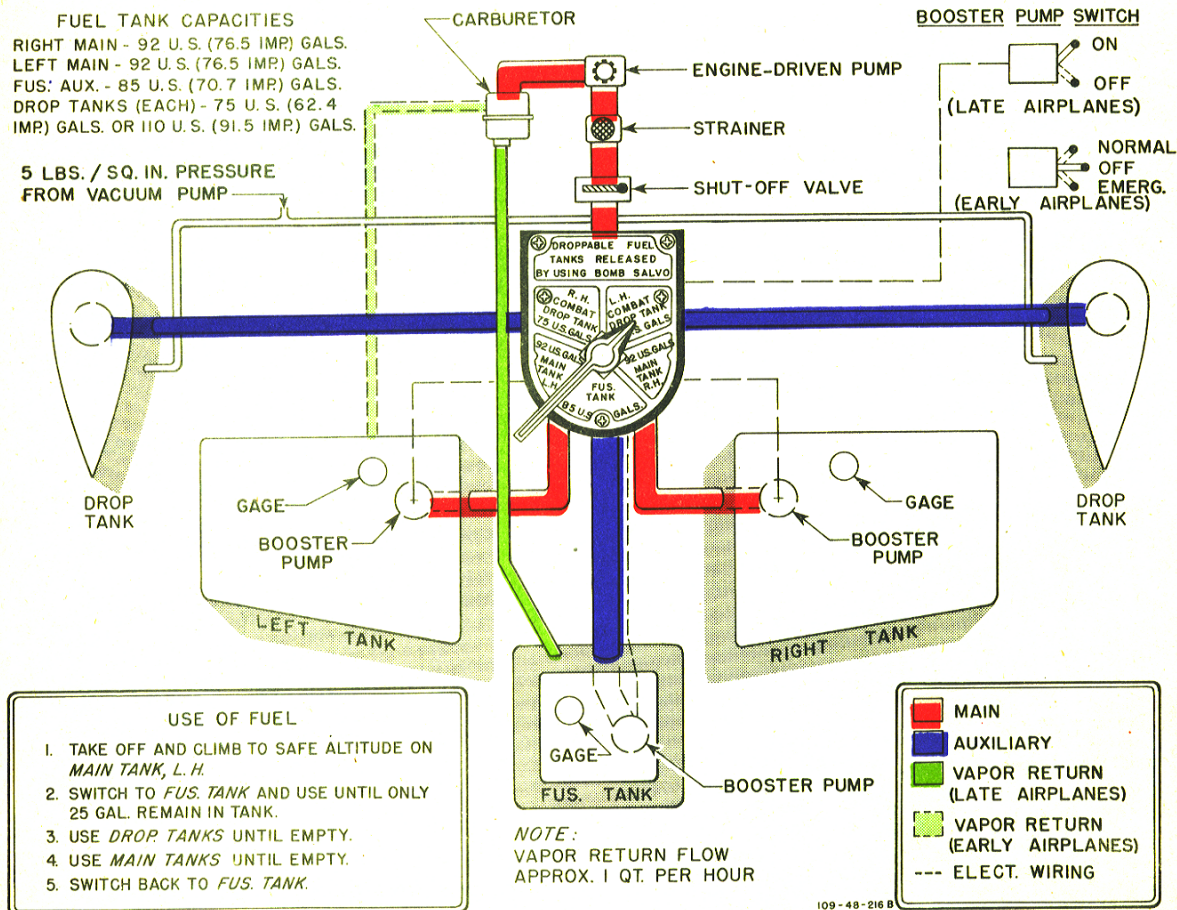 FUEL TANK CAPACITIES
RIGHT MAIN - 92 U.S. (76.5 IMP.) GALS.
LEFT MAIN - 92 U.S. (76.5 IMP.) GALS.
FUS. AUX. - 85 U.S. (70.7 IMP.) GALS.
DROP TANKS (EACH) - 75 U.S. (62.4
IMP.) GALS. OR 110 U.S. (91.5 IMP.) GALS.
5 LBS. / SQ. IN. PRESSURE
FROM VACUUM PUMP
CARBURETOR
ENGINE-DRIVEN PUMP
STRAINER
SHUT-OFF VALVE
BOOSTER PUMP SWITCH
ON
OFF
(LATE AIRPLANES)
NORMAL
OFF
EMERG.
(EARLY AIRPLANES)
DROPPABLE FUEL
TANKS RELEASED
BY USING BOMB SALVO
R.H.
COMBAT
DROP TANK
75 U.S. GALS.
L.H.
COMBAT
DROP TANK
U.S. GALS
92 U.S. GALS
MAIN
TANK
L.H.
92 U.S. GALS
MAIN
TANK
R.H.
FUS.
TANK
85 U.S. GALS.
DROP
TANK
GAGE
BOOSTER
PUMP
LEFT TANK
GAGE
BOOSTER
PUMP
RIGHT TANK
DROP
TANK
GAGE
BOOSTER PUMP
FUS. TANK
NOTE:
VAPOR RETURN FLOW
APPROX. 1 QT. PER HOUR
USE OF FUEL
1. TAKE OFF AND CLIMB TO SAFE ALTITUDE ON
MAIN TANK, L.H.
2. SWITCH TO FUS. TANK AND USE UNTIL ONLY
25 GAL. REMAIN IN TANK.
3. USE DROP. TANKS UNTIL EMPTY.
4. USE MAIN TANKS UNTIL EMPTY.
5. SWITCH BACK TO FUS. TANK.
MAIN
AUXILIARY
VAPOR RETURN
(LATE AIRPLANES)
VAPOR RETURN
(EARLY AIRPLANES)
ELECT. WIRING
109-48-216 B